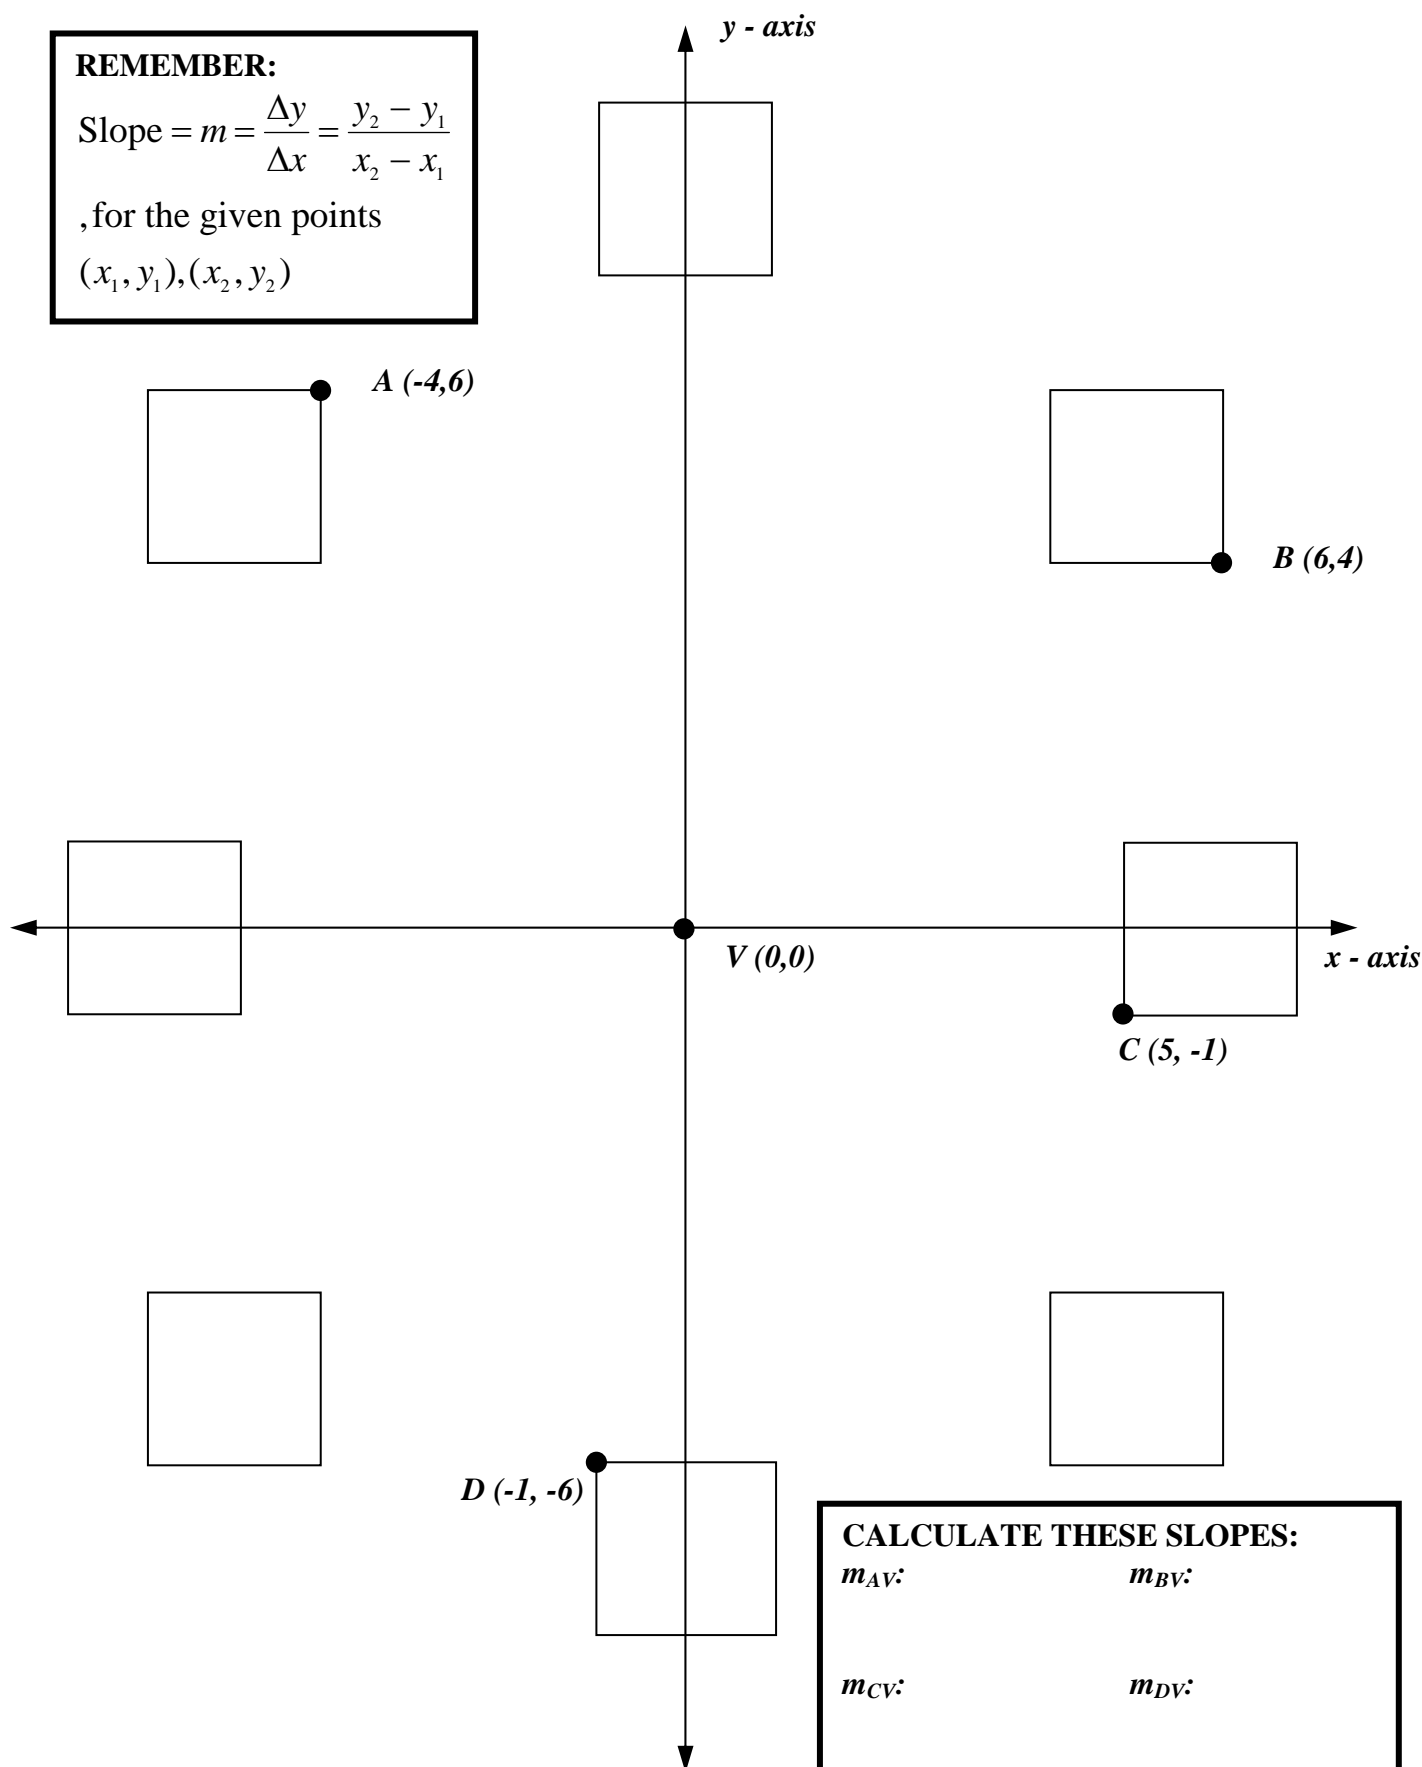 y - axis
REMEMBER:
Slope = m = Δy/Δx = (y₂ − y₁)/(x₂ − x₁)
,for the given points
(x₁, y₁),(x₂, y₂)
A (-4,6)
B (6,4)
V (0,0)
x - axis
C (5, -1)
D (-1, -6)
CALCULATE THESE SLOPES:
m_AV: m_BV:
m_CV: m_DV: